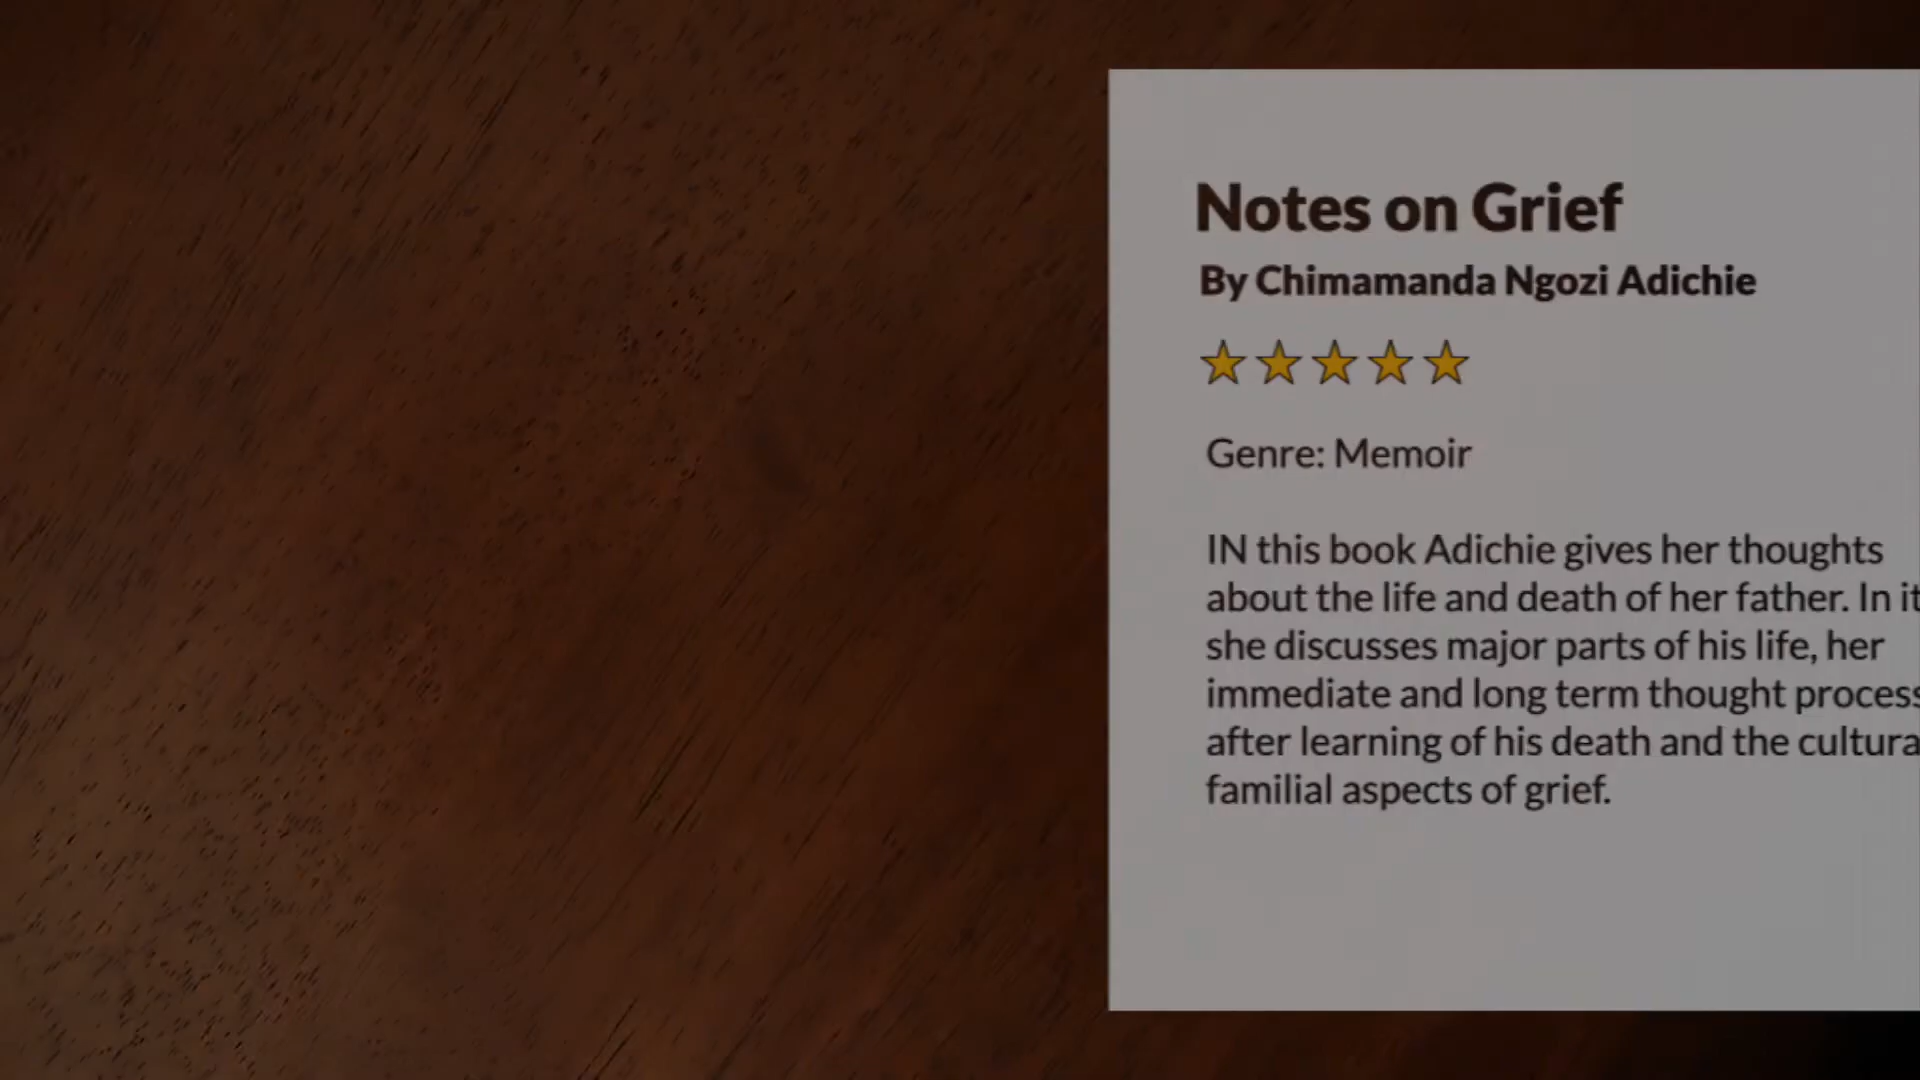 Notes on Grief
By Chimamanda Ngozi Adichie
Genre: Memoir
IN this book Adichie gives her thoughts
about the life and death of her father. In it
she discusses major parts of his life, her
immediate and long term thought process
after learning of his death and the
familial aspects of grief.